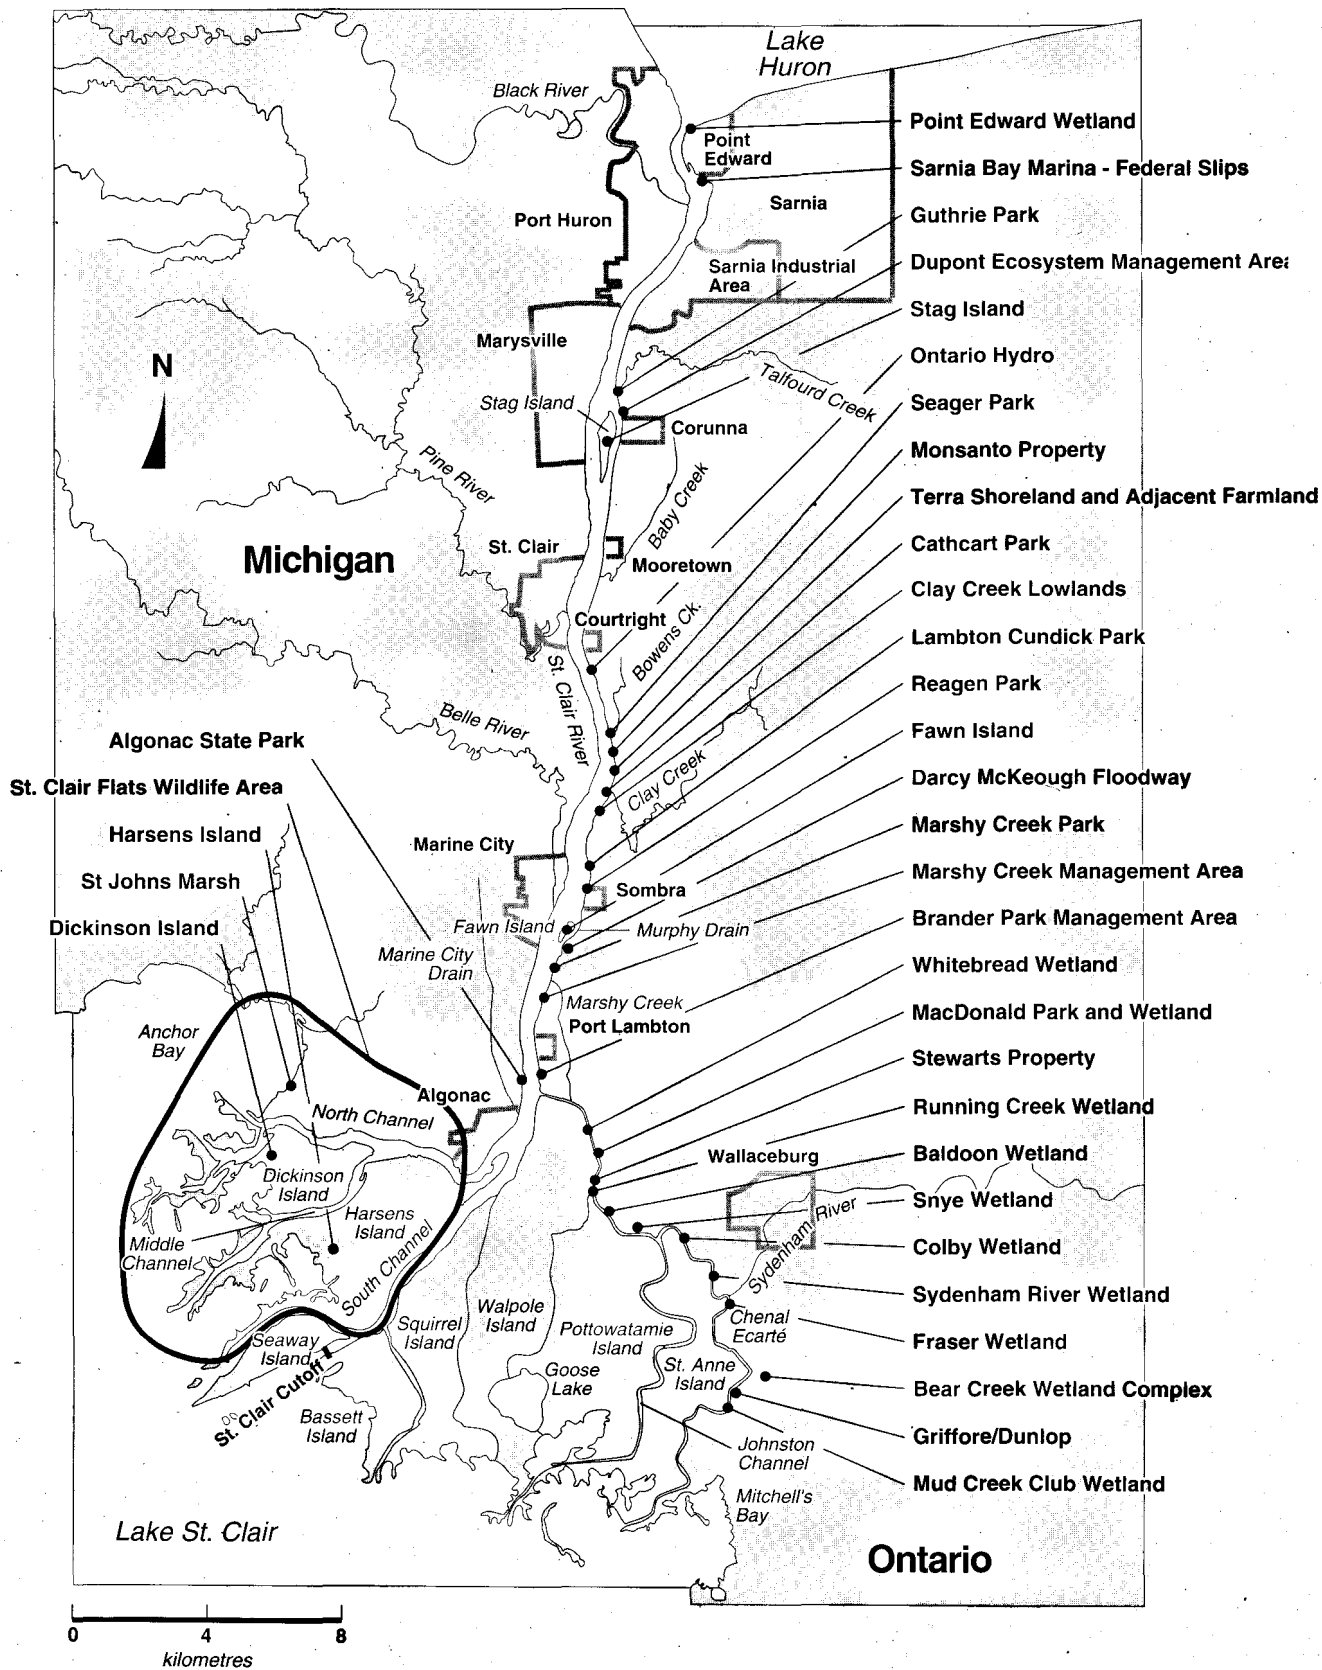 Lake
Huron
Black River
Point Edward Wetland
Point
Edward
Sarnia Bay Marina - Federal Slips
Sarnia
Port Huron
Guthrie Park
Sarnia Industrial
Area
Dupont Ecosystem Management Area
Stag Island
Marysville
Ontario Hydro
N
Talfourd Creek
Stag Island
Seager Park
Corunna
Monsanto Property
Pine River
Baby Creek
Terra Shoreland and Adjacent Farmland
Michigan
St. Clair
Cathcart Park
Mooretown
Clay Creek Lowlands
Courtright
Bowens Ck.
Lambton Cundick Park
St. Clair River
Reagen Park
Belle River
Fawn Island
Algonac State Park
Clay Creek
Darcy McKeough Floodway
St. Clair Flats Wildlife Area
Marshy Creek Park
Harsens Island
Marine City
Marshy Creek Management Area
St Johns Marsh
Sombra
Brander Park Management Area
Dickinson Island
Fawn Island
Murphy Drain
Marine City
Drain
Whitebread Wetland
Marshy Creek
MacDonald Park and Wetland
Anchor
Bay
Port Lambton
Stewarts Property
Algonac
North Channel
Running Creek Wetland
Wallaceburg
Baldoon Wetland
Dickinson
Island
Snye Wetland
Harsens
Island
Sydenham River
Middle
Channel
Colby Wetland
South Channel
Sydenham River Wetland
Walpole
Island
Squirrel
Island
Chenal
Ecarté
Pottowatamie
Island
Fraser Wetland
Seaway
Island
St. Anne
Island
Goose
Lake
Bear Creek Wetland Complex
St. Clair Cutoff
Bassett
Island
Griffore/Dunlop
Johnston
Channel
Mud Creek Club Wetland
Mitchell's
Bay
Lake St. Clair
Ontario
0 4 8
kilometres